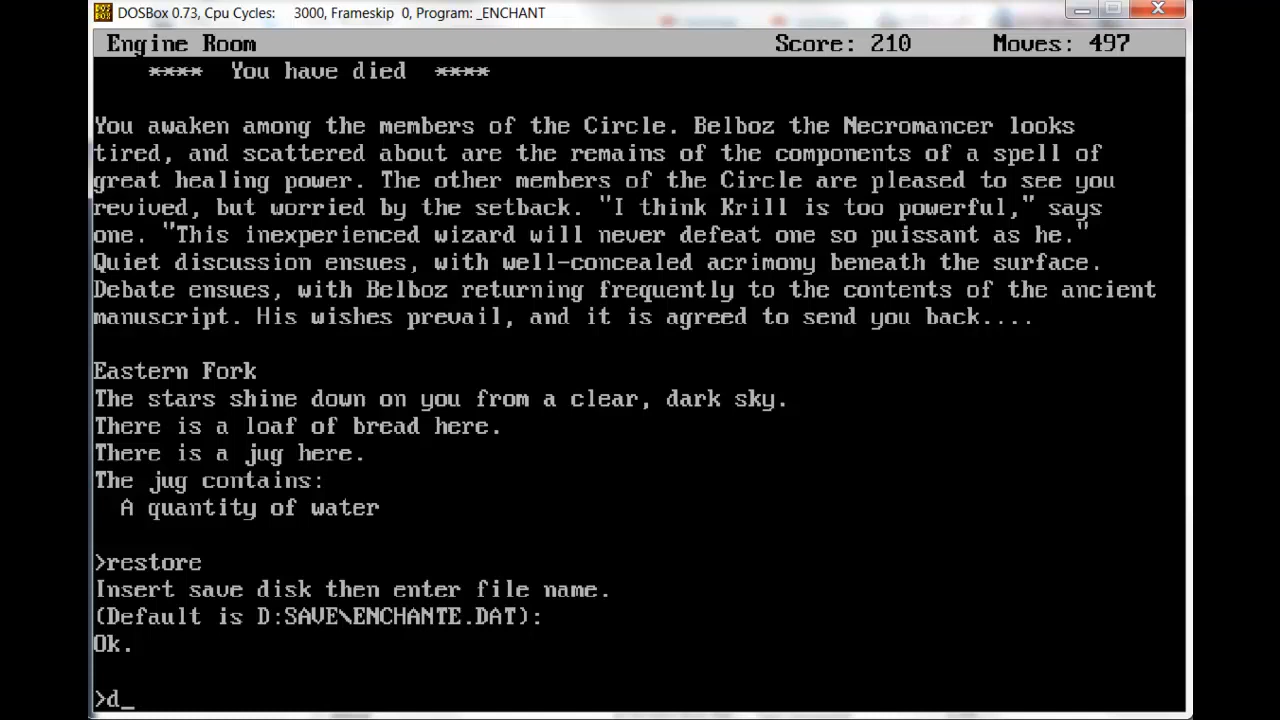 DOSBox 0.73, Cpu Cycles: 3000, Frameskip 0, Program: _ENCHANT
Engine Room Score: 210 Moves: 497
**** You have died ****
You awaken among the members of the Circle. Belboz the Necromancer looks
tired, and scattered about are the remains of the components of a spell of
great healing power. The other members of the Circle are pleased to see you
revived, but worried by the setback. "I think Krill is too powerful," says
one. "This inexperienced wizard will never defeat one so puissant as he."
Quiet discussion ensues, with well-concealed acrimony beneath the surface.
Debate ensues, with Belboz returning frequently to the contents of the ancient
manuscript. His wishes prevail, and it is agreed to send you back....
Eastern Fork
The stars shine down on you from a clear, dark sky.
There is a loaf of bread here.
There is a jug here.
The jug contains:
A quantity of water
>restore
Insert save disk then enter file name.
(Default is D:SAVE\ENCHANTE.DAT):
Ok.
>d_